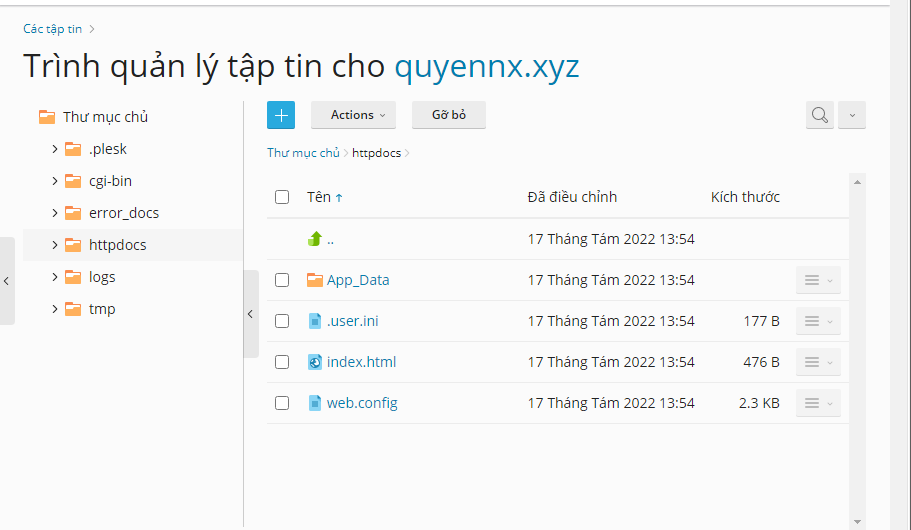 Các tập tin
Trình quản lý tập tin cho quyennx.xyz
Thư mục chủ
.plesk
cgi-bin
error_docs
httpdocs
logs
tmp
Actions Gỡ bỏ
Thư mục chủ httpdocs
Tên Đã điều chỉnh Kích thước
.. 17 Tháng Tám 2022 13:54
App_Data 17 Tháng Tám 2022 13:54
.user.ini 17 Tháng Tám 2022 13:54 177 B
index.html 17 Tháng Tám 2022 13:54 476 B
web.config 17 Tháng Tám 2022 13:54 2.3 KB